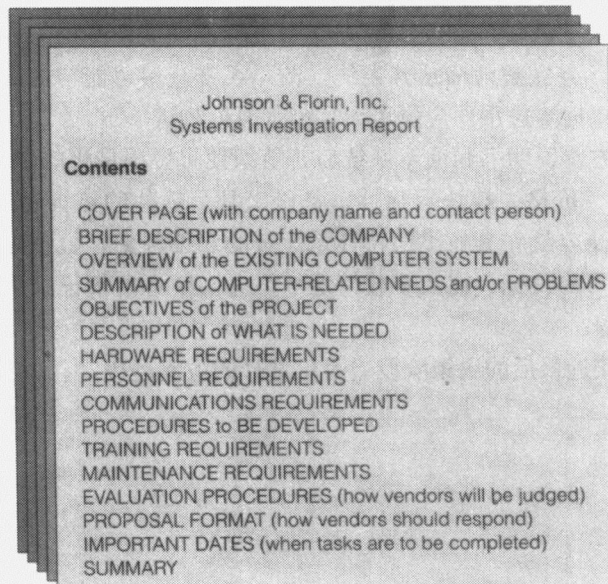 Johnson & Florin, Inc.
Systems Investigation Report
Contents
COVER PAGE (with company name and contact person)
BRIEF DESCRIPTION of the COMPANY
OVERVIEW of the EXISTING COMPUTER SYSTEM
SUMMARY of COMPUTER-RELATED NEEDS and/or PROBLEMS
OBJECTIVES of the PROJECT
DESCRIPTION of WHAT IS NEEDED
HARDWARE REQUIREMENTS
PERSONNEL REQUIREMENTS
COMMUNICATIONS REQUIREMENTS
PROCEDURES to BE DEVELOPED
TRAINING REQUIREMENTS
MAINTENANCE REQUIREMENTS
EVALUATION PROCEDURES (how vendors will be judged)
PROPOSAL FORMAT (how vendors should respond)
IMPORTANT DATES (when tasks are to be completed)
SUMMARY